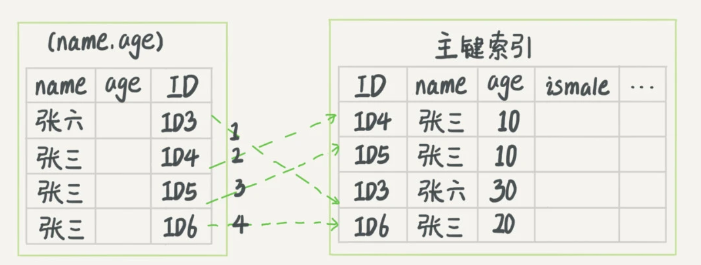 (name.age)
name age ID
张六 ID3
张三 ID4
张三 ID5
张三 ID6
1
2
3
4
主键索引
ID name age ismale ...
ID4 张三 10
ID5 张三 10
ID3 张六 30
ID6 张三 20